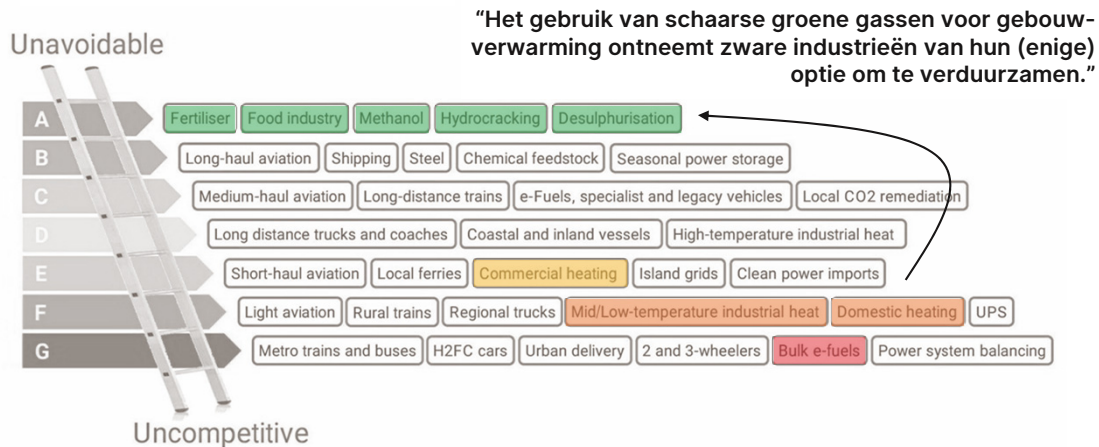 “Het gebruik van schaarse groene gassen voor gebouw-
verwarming ontneemt zware industrieën van hun (enige)
optie om te verduurzamen.”
Unavoidable
A Fertiliser Food industry Methanol Hydrocracking Desulphurisation
B Long-haul aviation Shipping Steel Chemical feedstock Seasonal power storage
C Medium-haul aviation Long-distance trains e-Fuels, specialist and legacy vehicles Local CO2 remediation
D Long distance trucks and coaches Coastal and inland vessels High-temperature industrial heat
E Short-haul aviation Local ferries Commercial heating Island grids Clean power imports
F Light aviation Rural trains Regional trucks Mid/Low-temperature industrial heat Domestic heating UPS
G Metro trains and buses H2FC cars Urban delivery 2 and 3-wheelers Bulk e-fuels Power system balancing
Uncompetitive